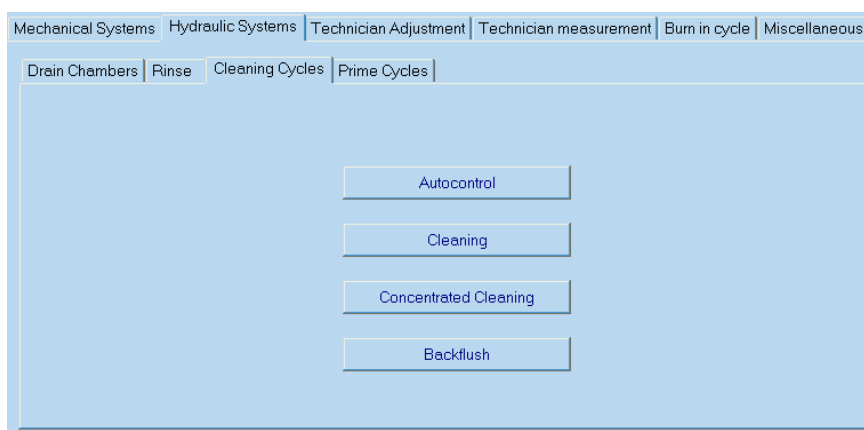 Mechanical Systems Hydraulic Systems Technician Adjustment Technician measurement Burn in cycle Miscellaneous
Drain Chambers Rinse Cleaning Cycles Prime Cycles
Autocontrol
Cleaning
Concentrated Cleaning
Backflush